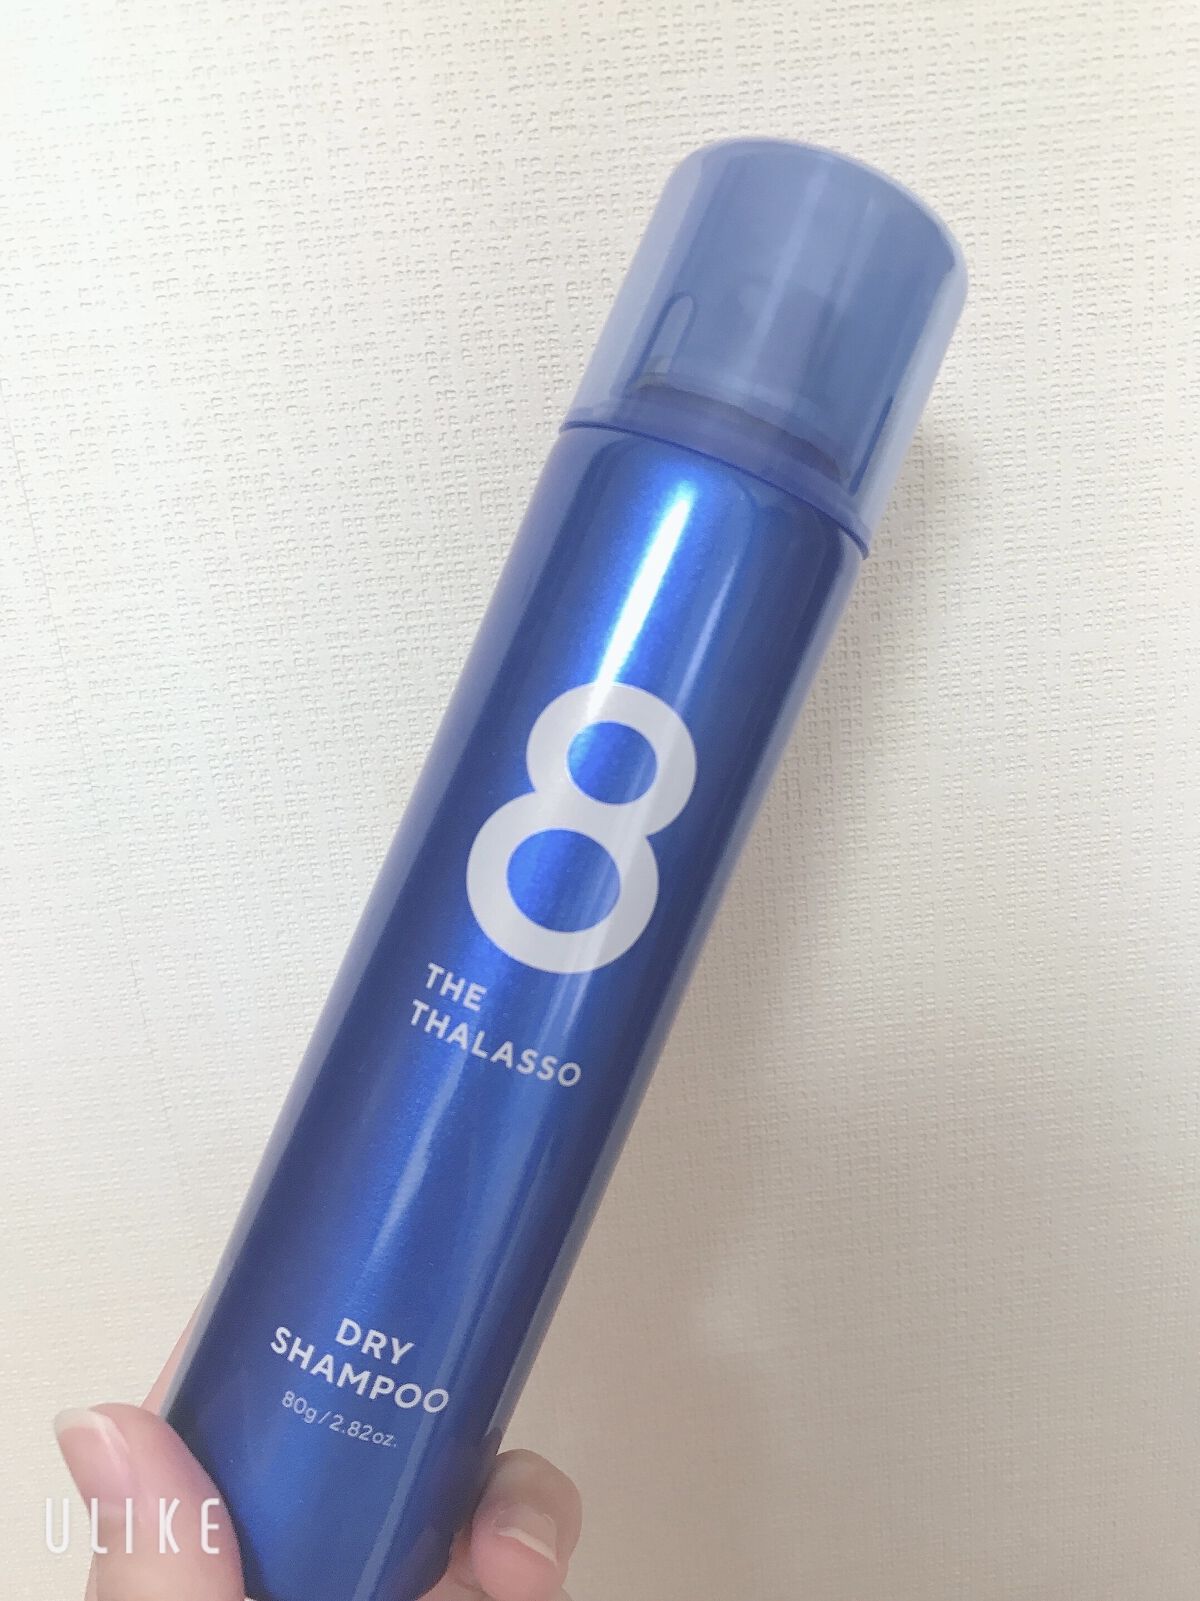 8
THE
THALASSO
DRY
SHAMPOO
80g/2.82oz.
ULIKE